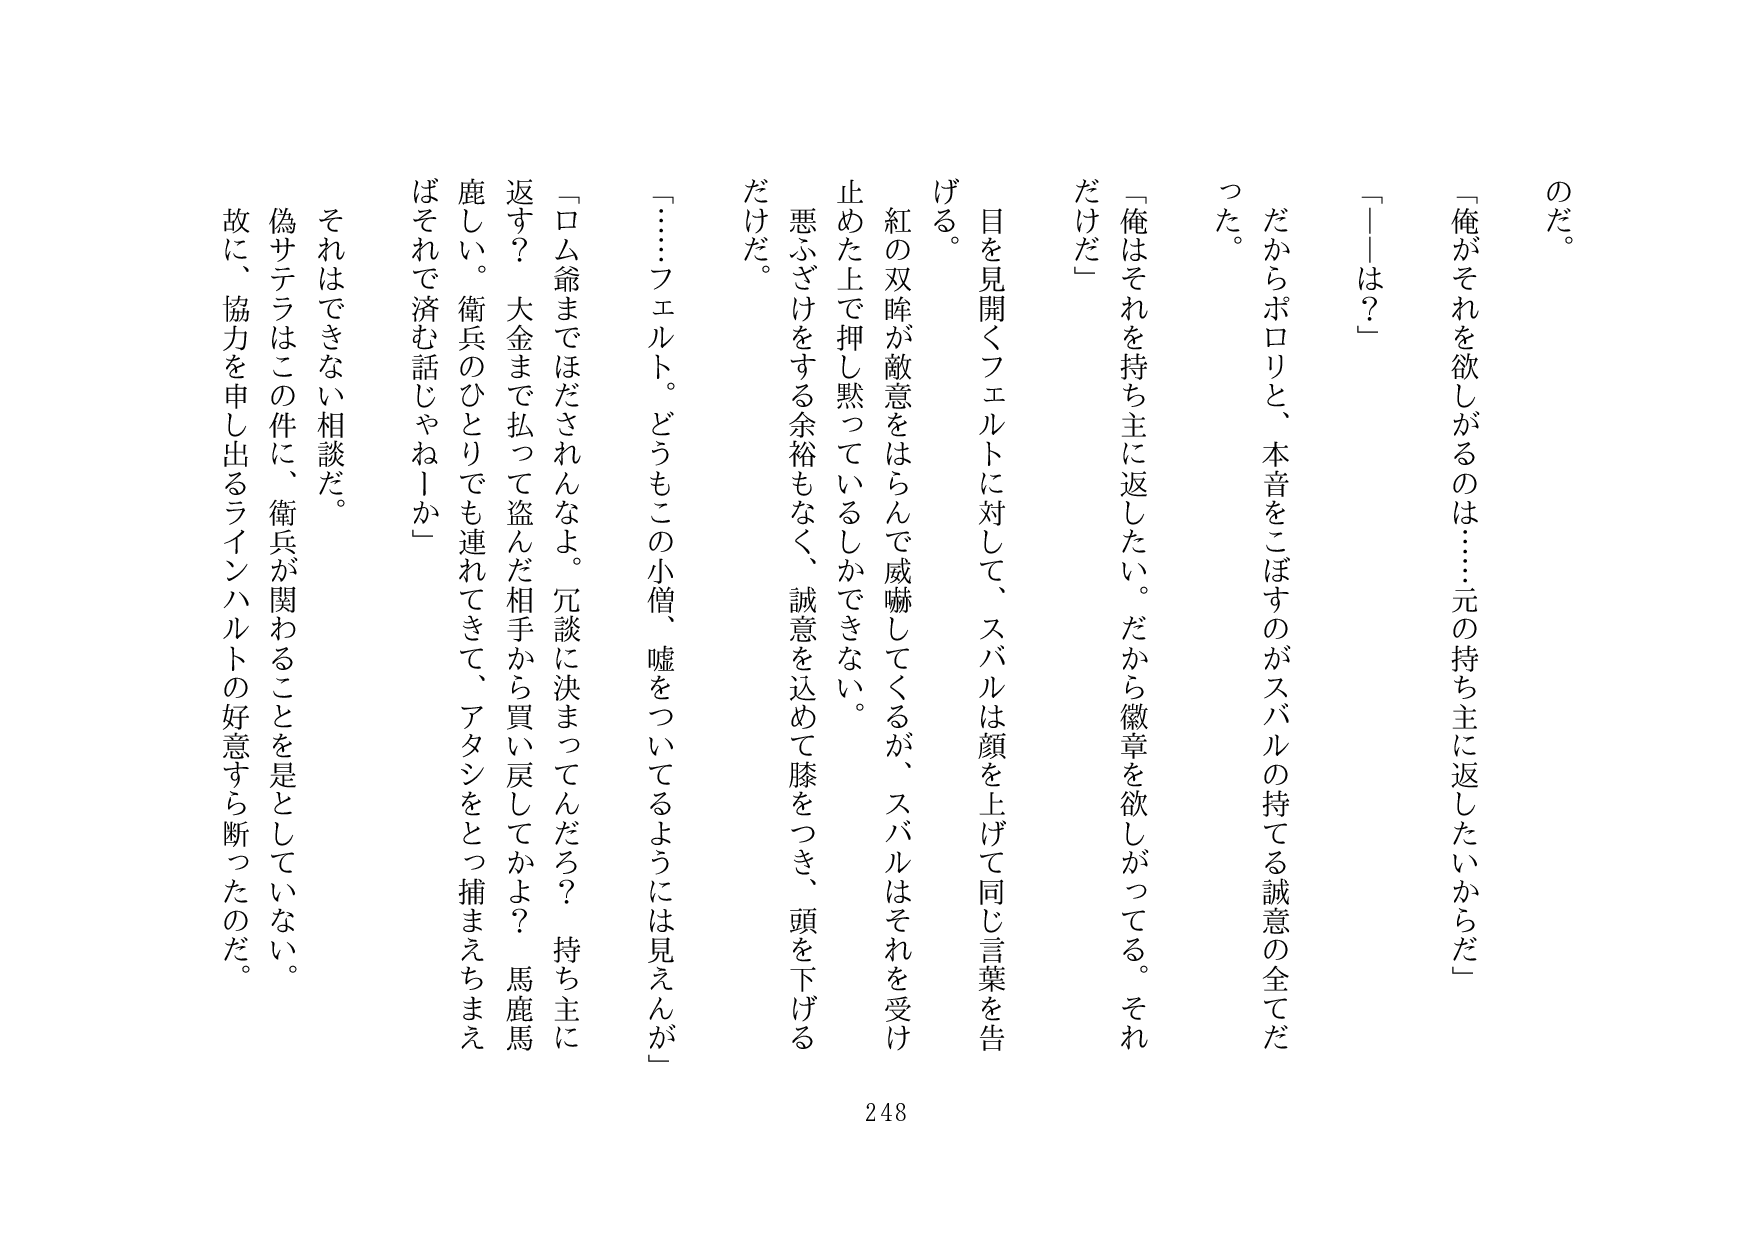 のだ。
「俺がそれを欲しがるのは……元の持ち主に返したいからだ」
「――は？」
だからポロリと、本音をこぼすのがスバルの持てる誠意の全てだ
った。
「俺はそれを持ち主に返したい。だから徽章を欲しがってる。それ
だけだ」
目を見開くフェルトに対して、スバルは顔を上げて同じ言葉を告
げる。
紅の双眸が敵意をはらんで威嚇してくるが、スバルはそれを受け
止めた上で押し黙っているしかできない。
悪ふざけをする余裕もなく、誠意を込めて膝をつき、頭を下げる
だけだ。
「……フェルト。どうもこの小僧、嘘をついてるようには見えんが」
「ロム爺までほだされんなよ。冗談に決まってんだろ？　持ち主に
返す？　大金まで払って盗んだ相手から買い戻してかよ？　馬鹿馬
鹿しい。衛兵のひとりでも連れてきて、アタシをとっ捕まえちまえ
ばそれで済む話じゃねーか」
それはできない相談だ。
偽サテラはこの件に、衛兵が関わることを是としていない。
故に、協力を申し出るラインハルトの好意すら断ったのだ。
248